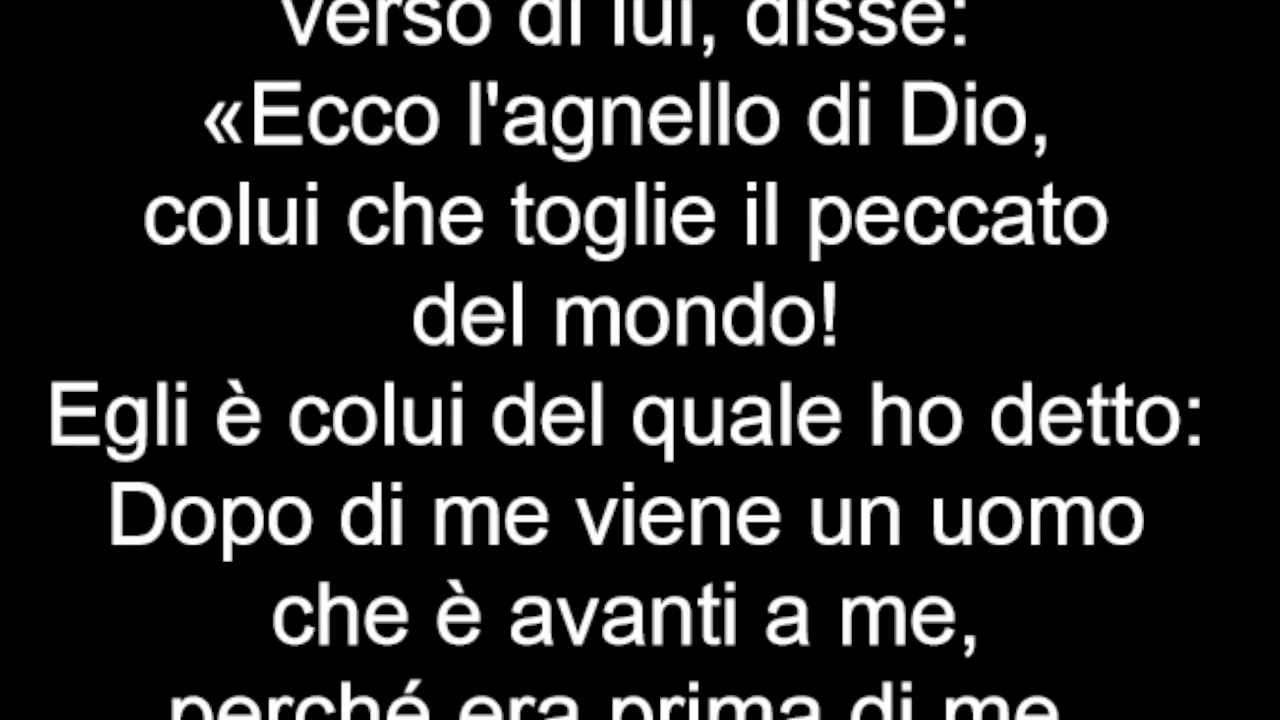 verso di lui, disse:
«Ecco l'agnello di Dio,
colui che toglie il peccato
del mondo!
Egli è colui del quale ho detto:
Dopo di me viene un uomo
che è avanti a me,
perché era prima di me